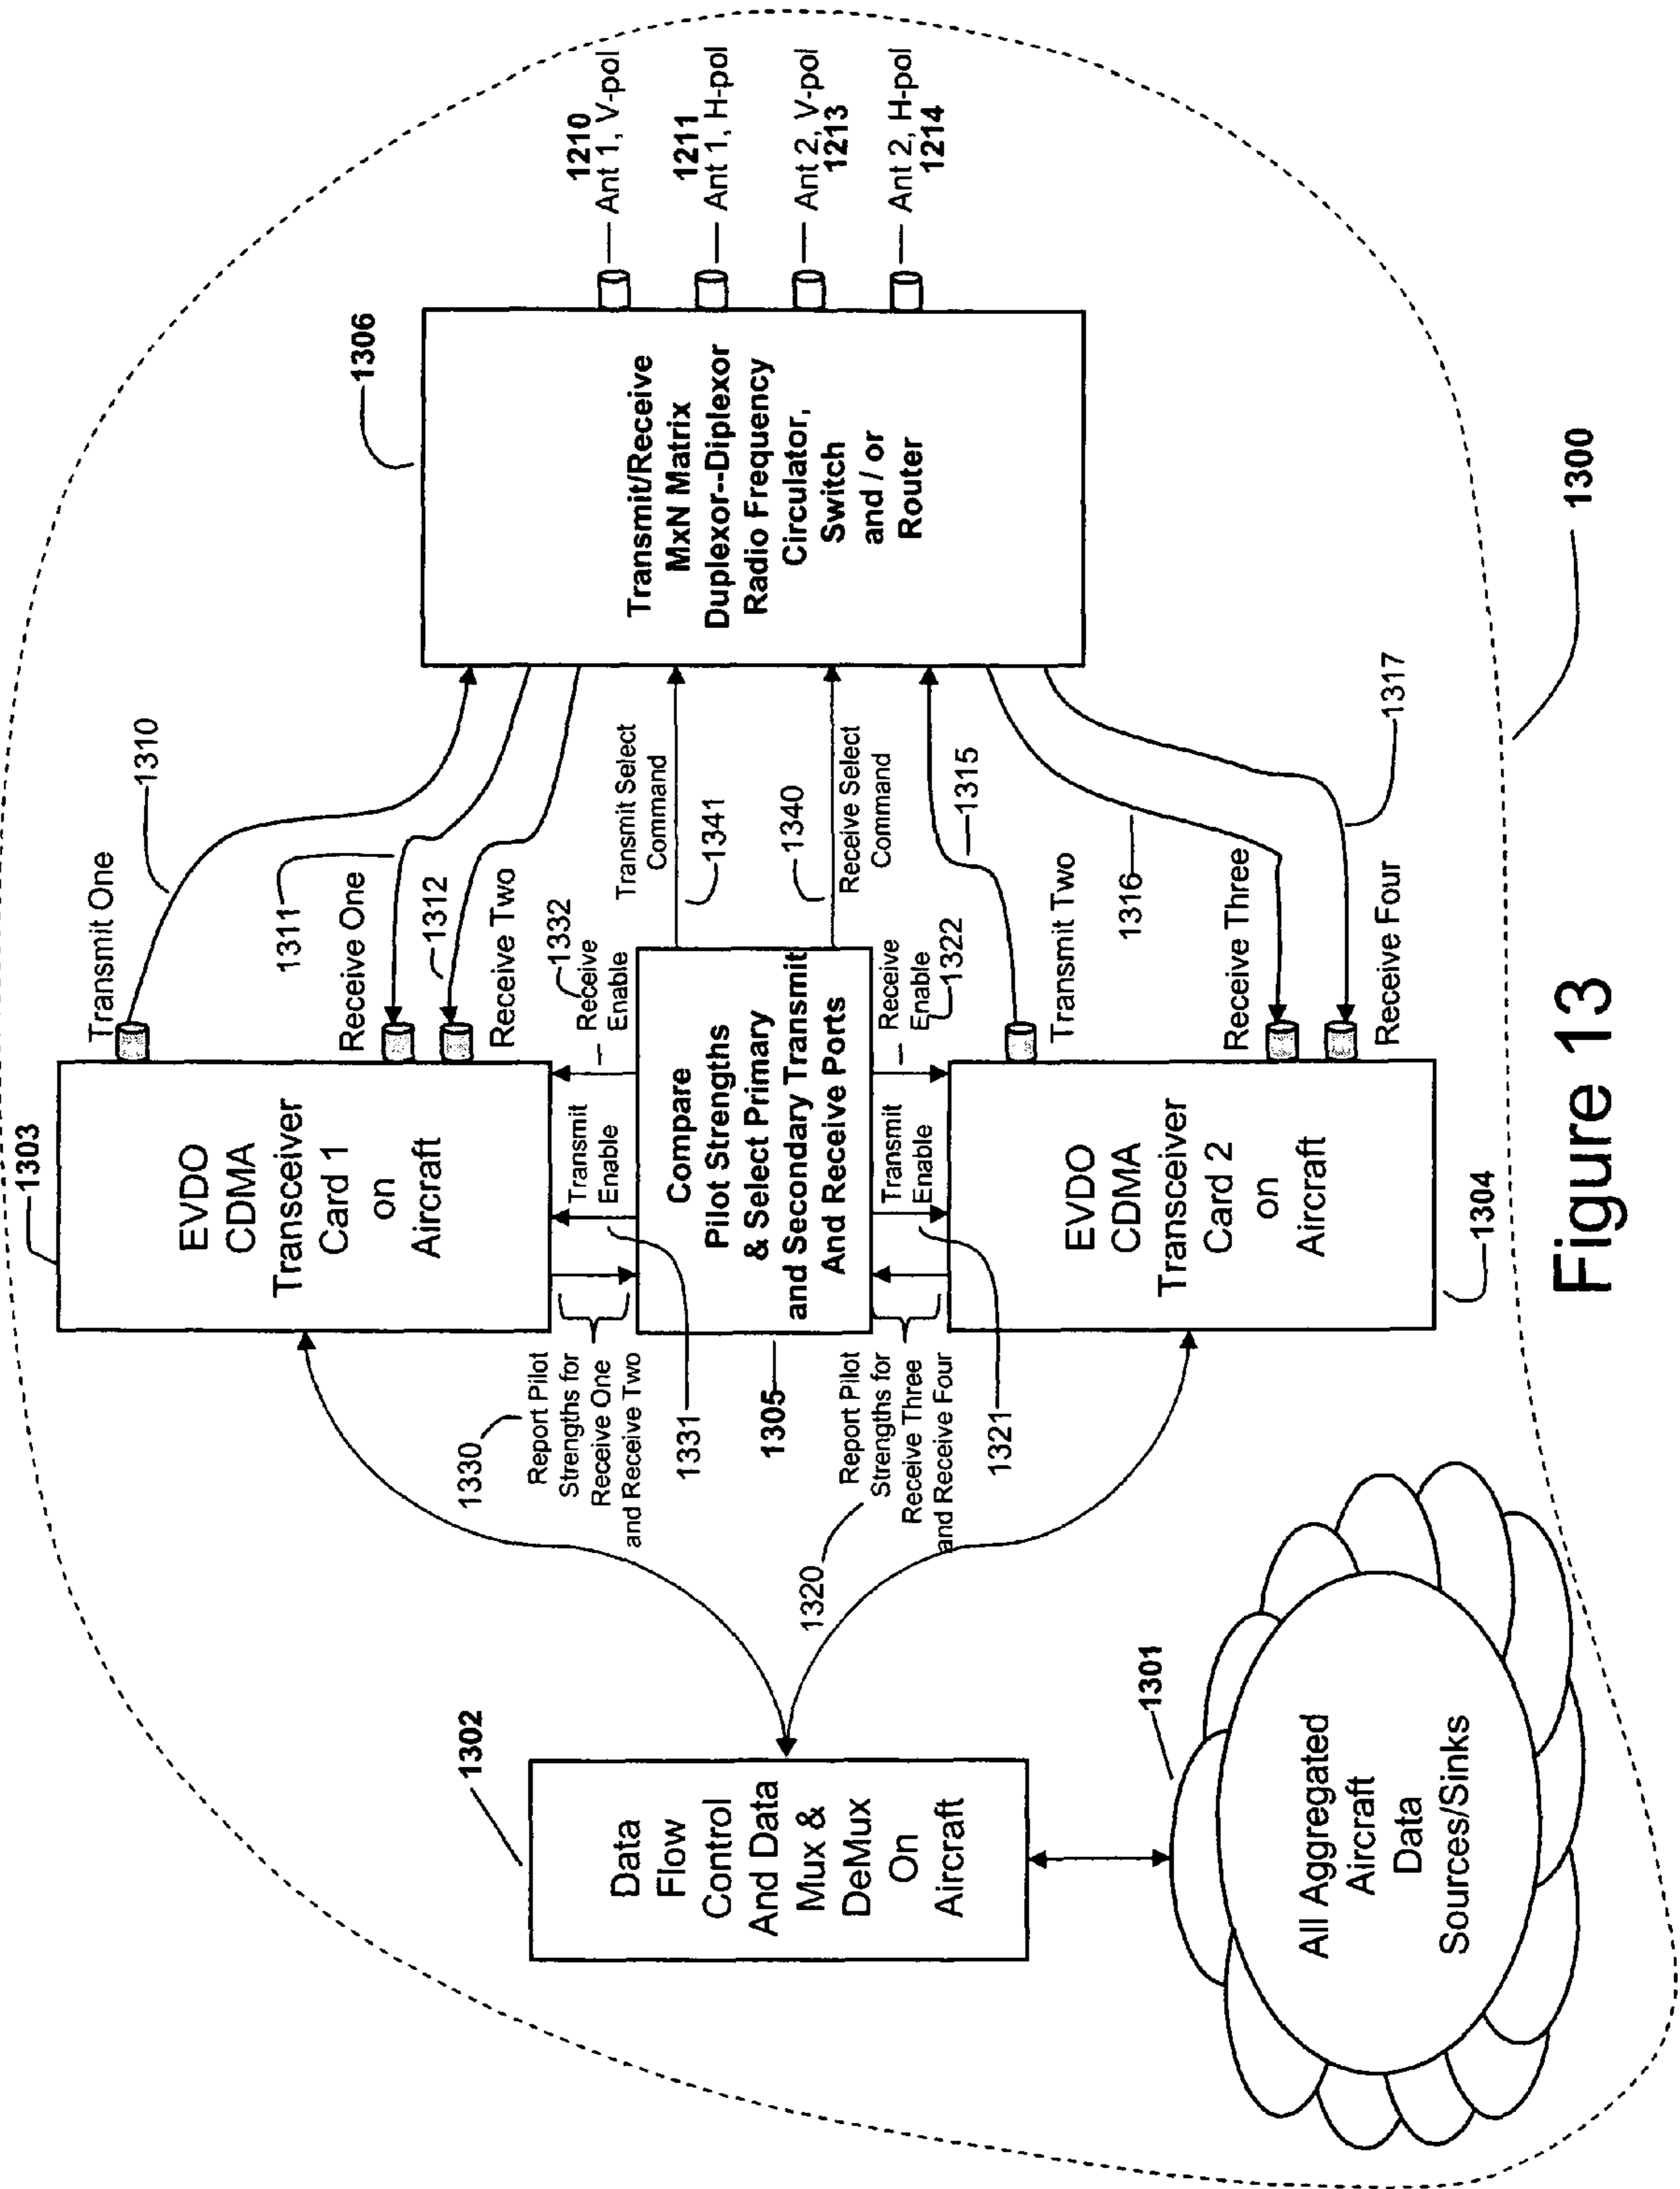 1303
EVDO
CDMA
Transceiver
Card 1
on
Aircraft
Transmit One
1310
1311
Receive One
1312
Receive Two
1306
Transmit/Receive
MxN Matrix
Duplexor--Diplexor
Radio Frequency
Circulator,
Switch
and / or
Router
1210
Ant 1, V-pol
1211
Ant 1, H-pol
Ant 2, V-pol
1213
Ant 2, H-pol
1214
1302
Data
Flow
Control
And Data
Mux &
DeMux
On
Aircraft
1330
Report Pilot
Strengths for
Receive One
and Receive Two
1331
Transmit
Enable
1332
Receive
Enable
Transmit Select
Command
1341
1305
Compare
Pilot Strengths
& Select Primary
and Secondary Transmit
And Receive Ports
1340
Receive Select
Command
1320
Report Pilot
Strengths for
Receive Three
and Receive Four
1321
Transmit
Enable
Receive
Enable
1322
1315
Transmit Two
1316
Receive Three
1317
Receive Four
EVDO
CDMA
Transceiver
Card 2
on
Aircraft
1304
1301
All Aggregated
Aircraft
Data
Sources/Sinks
1300
Figure 13